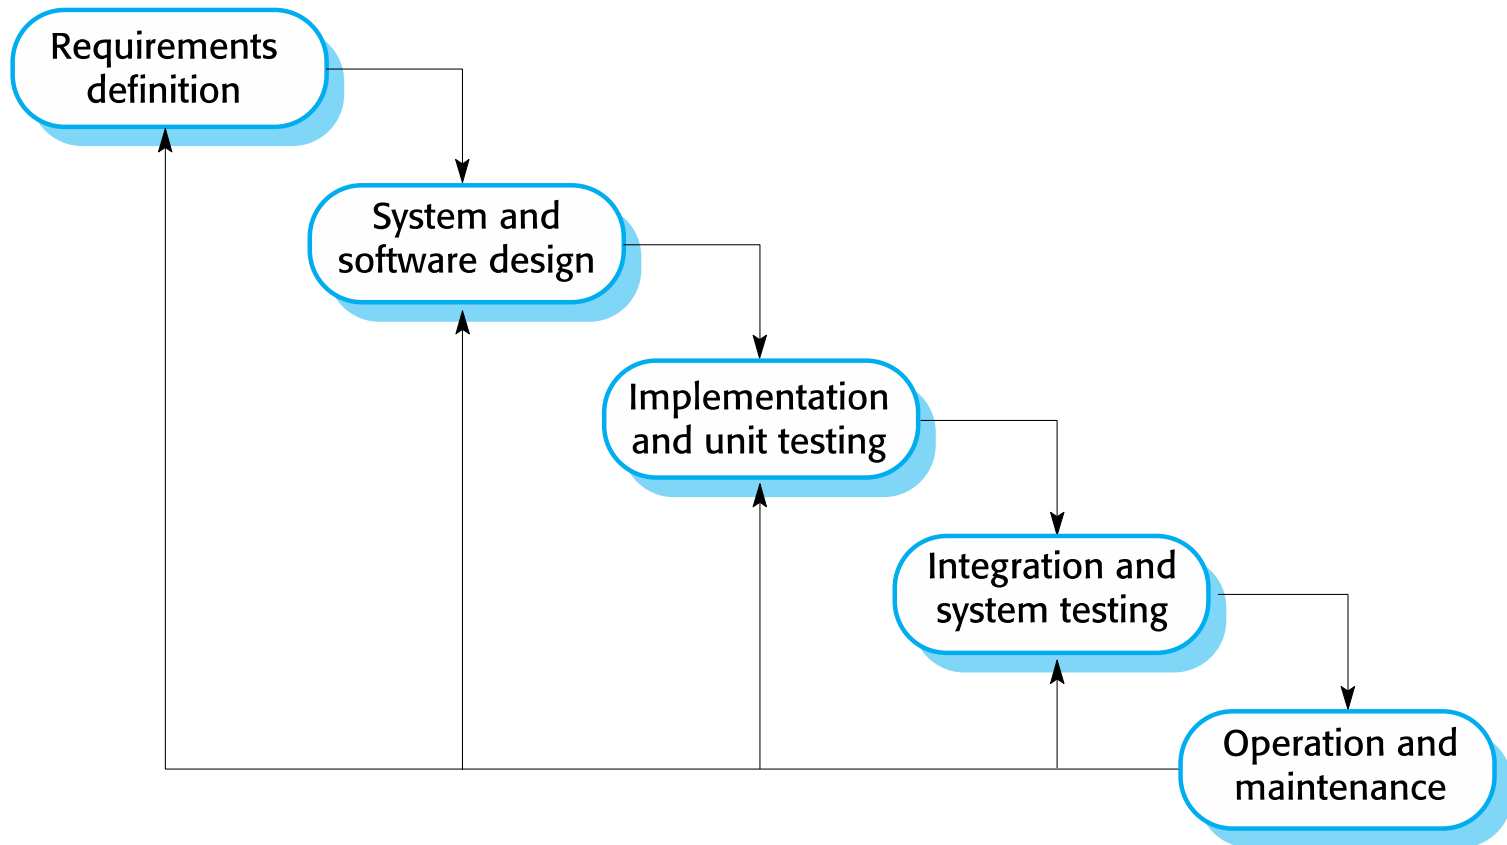 Requirements
definition
System and
software design
Implementation
and unit testing
Integration and
system testing
Operation and
maintenance